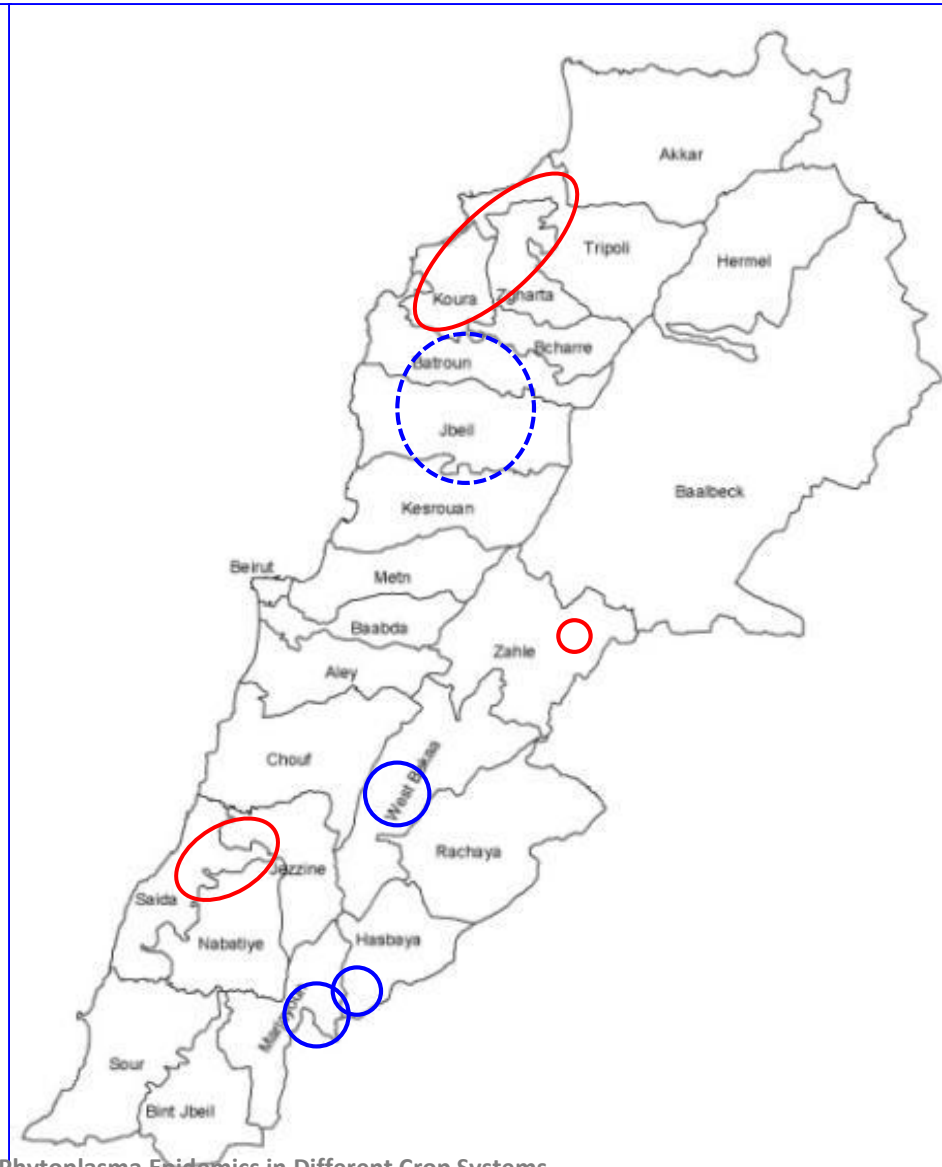 Akkar
Tripoli
Hermel
Koura
Zgharta
Bcharre
Batroun
Jbeil
Baalbeck
Kesrouan
Beirut
Metn
Baabda
Zahle
Aley
Chouf
West Bakaa
Rachaya
Jezzine
Saida
Hasbaya
Nabatiye
Sour
Bint Jbeil
Phytoplasma Epidemics in Different Crop Systems